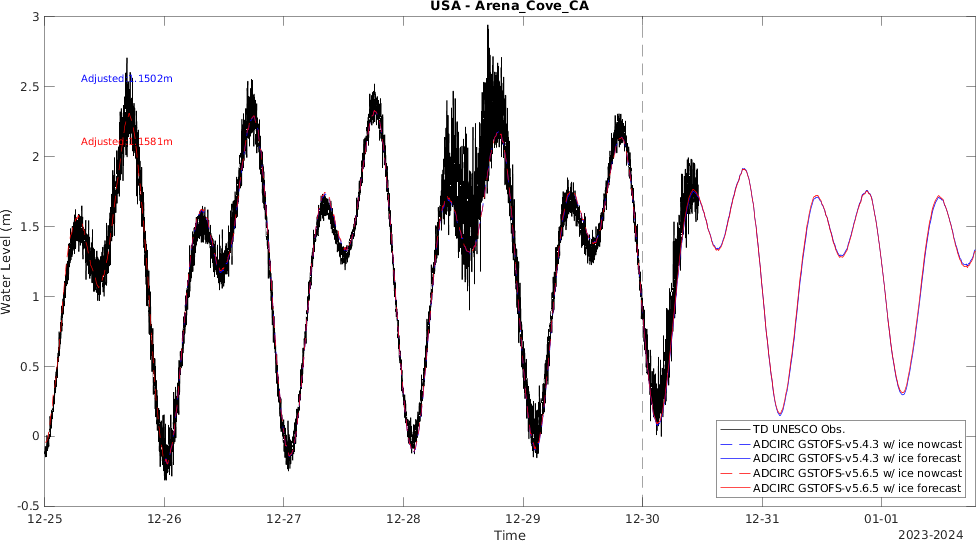 USA - Arena_Cove_CA
3
2.5
2
1.5
1
0.5
0
-0.5
Water Level (m)
Adjusted 1502m
Adjusted 1581m
12-25
12-26
12-27
12-28
12-29
12-30
12-31
01-01
Time
2023-2024
TD UNESCO Obs.
ADCIRC GSTOFS-v5.4.3 w/ ice nowcast
ADCIRC GSTOFS-v5.4.3 w/ ice forecast
ADCIRC GSTOFS-v5.6.5 w/ ice nowcast
ADCIRC GSTOFS-v5.6.5 w/ ice forecast